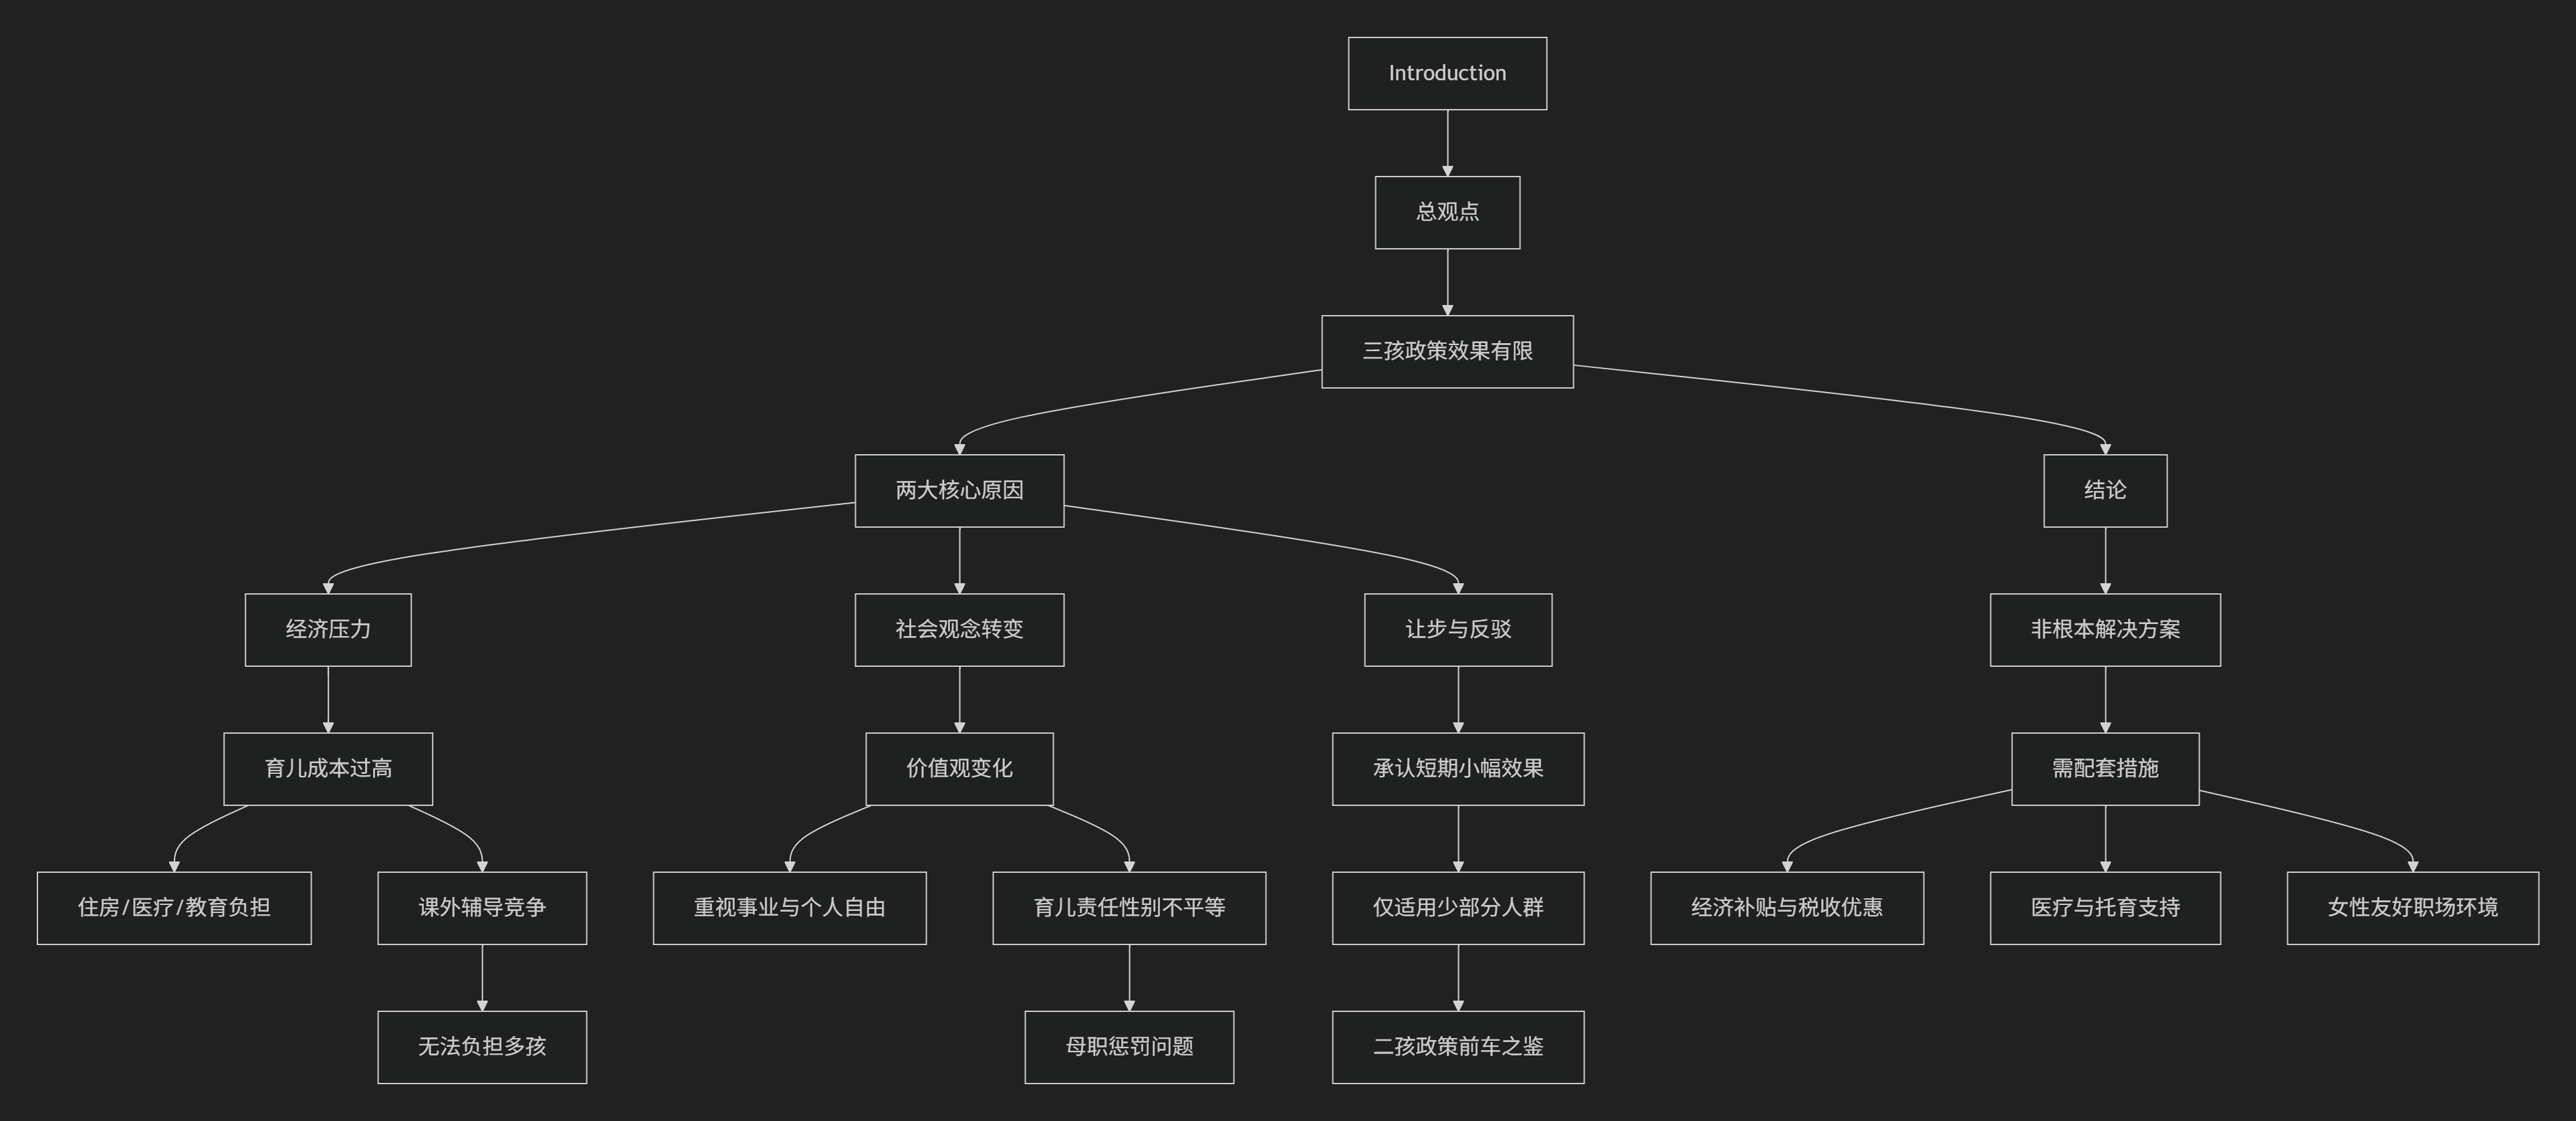 Introduction
总观点
三孩政策效果有限
两大核心原因
结论
经济压力
社会观念转变
让步与反驳
非根本解决方案
育儿成本过高
价值观变化
承认短期小幅效果
需配套措施
住房/医疗/教育负担
课外辅导竞争
重视事业与个人自由
育儿责任性别不平等
仅适用少部分人群
经济补贴与税收优惠
医疗与托育支持
女性友好职场环境
无法负担多孩
母职惩罚问题
二孩政策前车之鉴